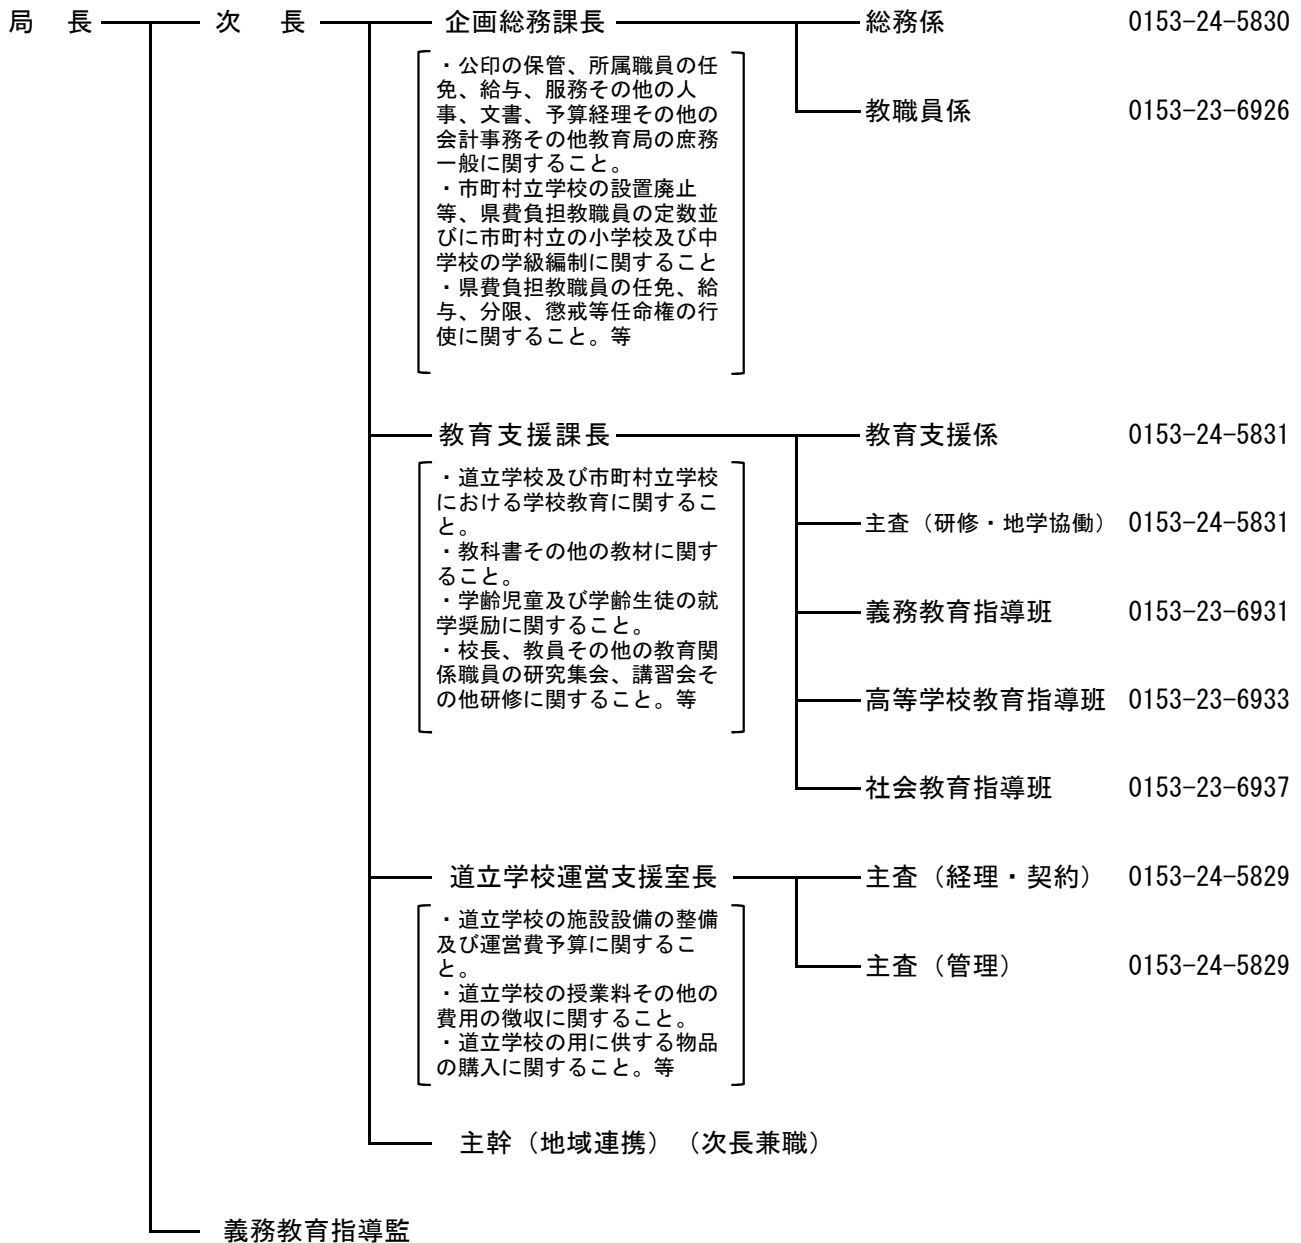 局　長　次　長　企画総務課長　総務係　0153-24-5830
・公印の保管、所属職員の任
免、給与、服務その他の人
事、文書、予算経理その他の
会計事務その他教育局の庶務
一般に関すること。
・市町村立学校の設置廃止
等、県費負担教職員の定数並
びに市町村立の小学校及び中
学校の学級編制に関すること
・県費負担教職員の任免、給
与、分限、懲戒等任命権の行
使に関すること。等
教職員係　0153-23-6926
教育支援課長　教育支援係　0153-24-5831
・道立学校及び市町村立学校
における学校教育に関するこ
と。
・教科書その他の教材に関す
ること。
・学齢児童及び学齢生徒の就
学奨励に関すること。
・校長、教員その他の教育関
係職員の研究集会、講習会そ
の他研修に関すること。等
主査（研修・地学協働）　0153-24-5831
義務教育指導班　0153-23-6931
高等学校教育指導班　0153-23-6933
社会教育指導班　0153-23-6937
道立学校運営支援室長　主査（経理・契約）　0153-24-5829
・道立学校の施設設備の整備
及び運営費予算に関するこ
と。
・道立学校の授業料その他の
費用の徴収に関すること。
・道立学校の用に供する物品
の購入に関すること。等
主査（管理）　0153-24-5829
主幹（地域連携）（次長兼職）
義務教育指導監